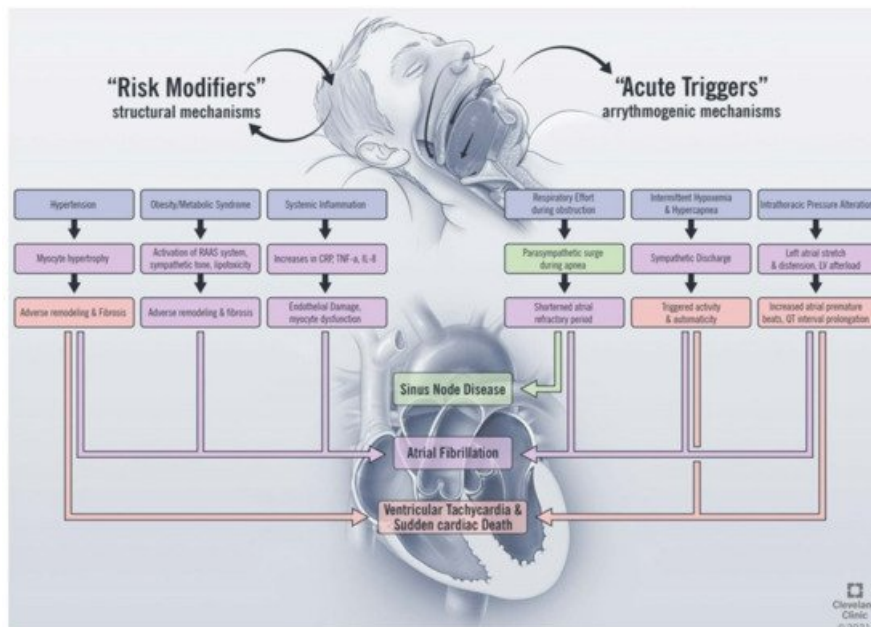 “Risk Modifiers”
structural mechanisms
“Acute Triggers”
arrythmogenic mechanisms
Hypertension
Obesity/Metabolic Syndrome
Systemic Inflammation
Respiratory Effort
during obstruction
Intermittent Hypoxemia
& Hypercapnea
Intrathoracic Pressure Alteration
Myocyte hypertrophy
Activation of RAAS system,
sympathetic tone, lipotoxicity
Increases in CRP, TNF-a, IL-8
Parasympathetic surge
during apnea
Sympathetic Discharge
Left atrial stretch
& distension, LV afterload
Adverse remodeling & Fibrosis
Adverse remodeling & fibrosis
Endothelial Damage,
myocyte dysfunction
Shortened atrial
refractory period
Triggered activity
& automaticity
Increased atrial premature
beats, QT interval prolongation
Sinus Node Disease
Atrial Fibrillation
Ventricular Tachycardia &
Sudden cardiac Death
Cleveland
Clinic